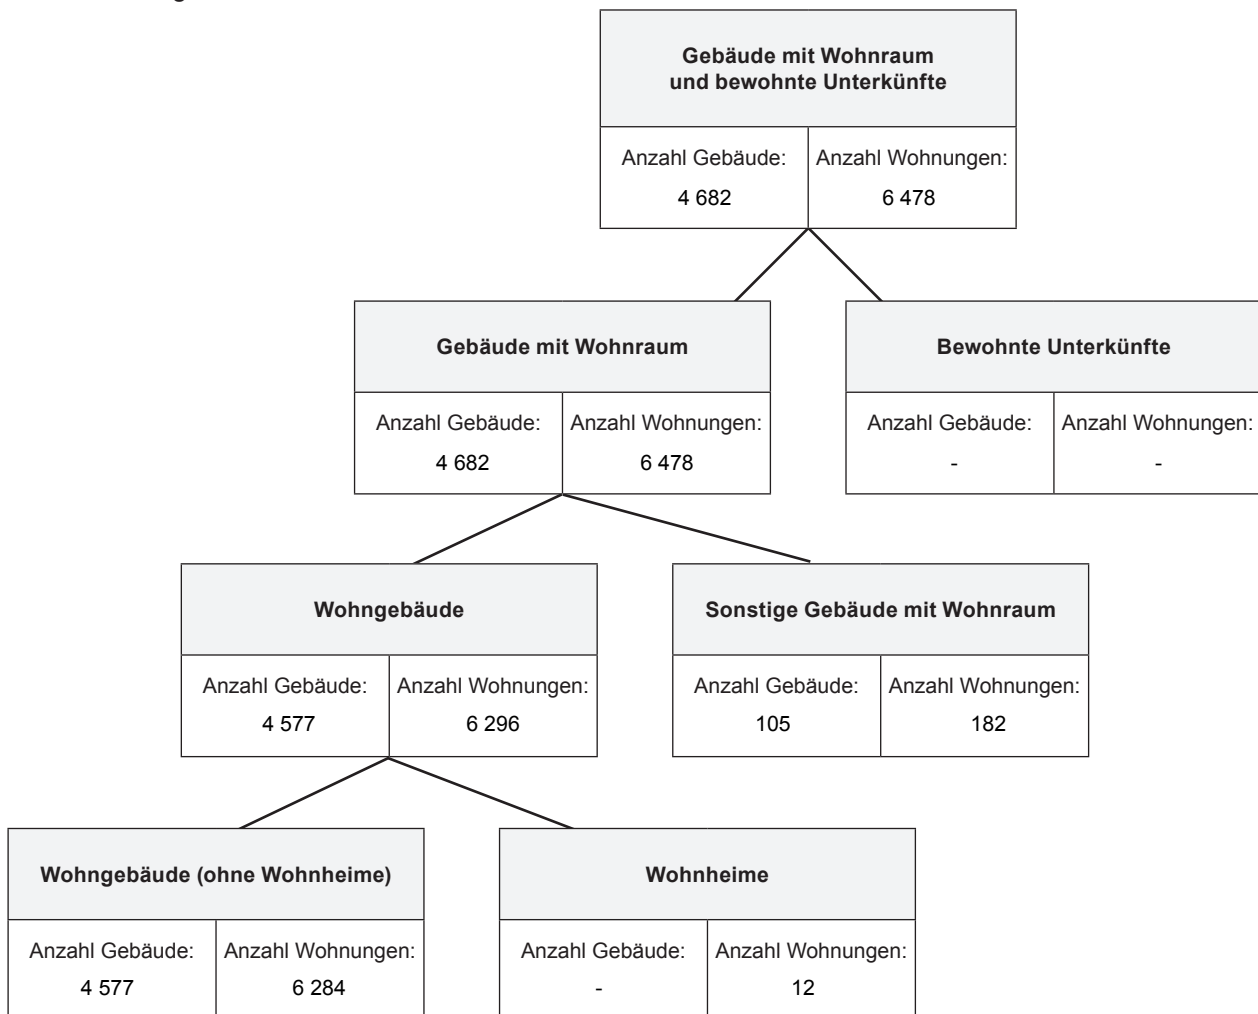 Gebäude mit Wohnraum
und bewohnte Unterkünfte
Anzahl Gebäude: Anzahl Wohnungen:
4 682 6 478
Gebäude mit Wohnraum Bewohnte Unterkünfte
Anzahl Gebäude: Anzahl Wohnungen: Anzahl Gebäude: Anzahl Wohnungen:
4 682 6 478 - -
Wohngebäude Sonstige Gebäude mit Wohnraum
Anzahl Gebäude: Anzahl Wohnungen: Anzahl Gebäude: Anzahl Wohnungen:
4 577 6 296 105 182
Wohngebäude (ohne Wohnheime) Wohnheime
Anzahl Gebäude: Anzahl Wohnungen: Anzahl Gebäude: Anzahl Wohnungen:
4 577 6 284 - 12